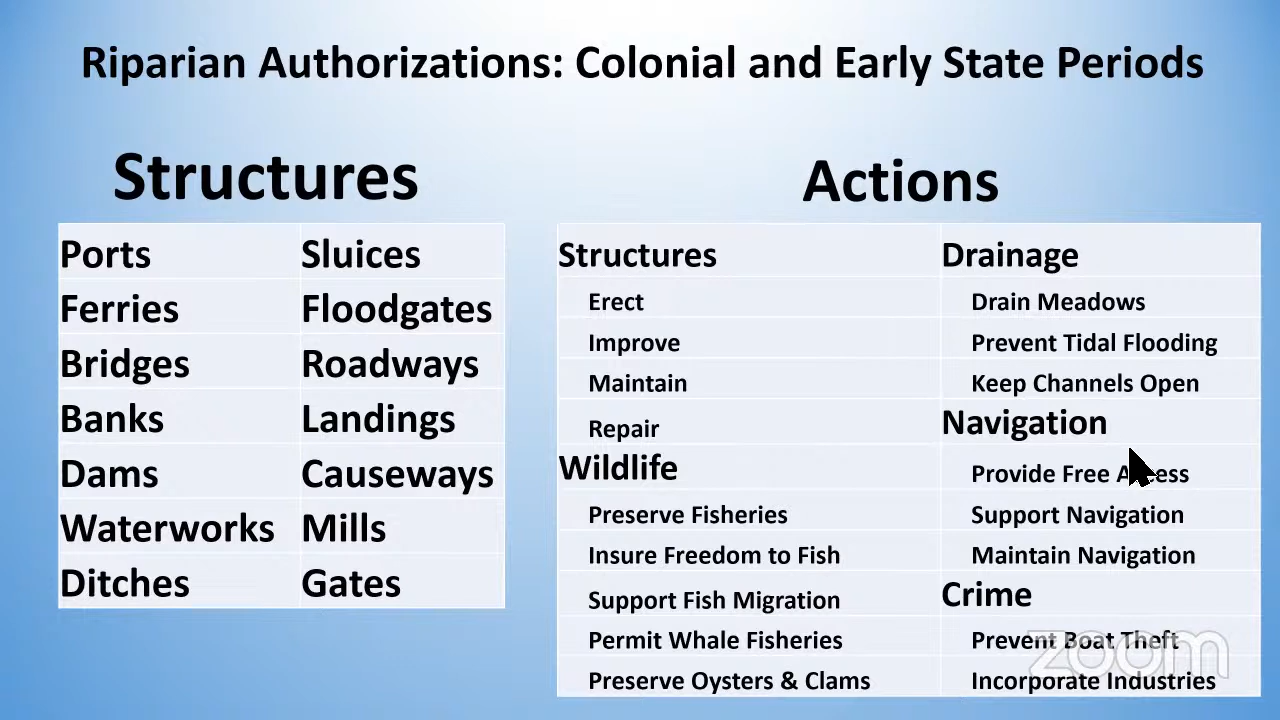 Riparian Authorizations: Colonial and Early State Periods
Structures
Ports Sluices
Ferries Floodgates
Bridges Roadways
Banks Landings
Dams Causeways
Waterworks Mills
Ditches Gates
Actions
Structures
Erect
Improve
Maintain
Repair
Wildlife
Preserve Fisheries
Insure Freedom to Fish
Support Fish Migration
Permit Whale Fisheries
Preserve Oysters & Clams
Drainage
Drain Meadows
Prevent Tidal Flooding
Keep Channels Open
Navigation
Provide Free Access
Support Navigation
Maintain Navigation
Crime
Prevent Boat Theft
Incorporate Industries
zoom